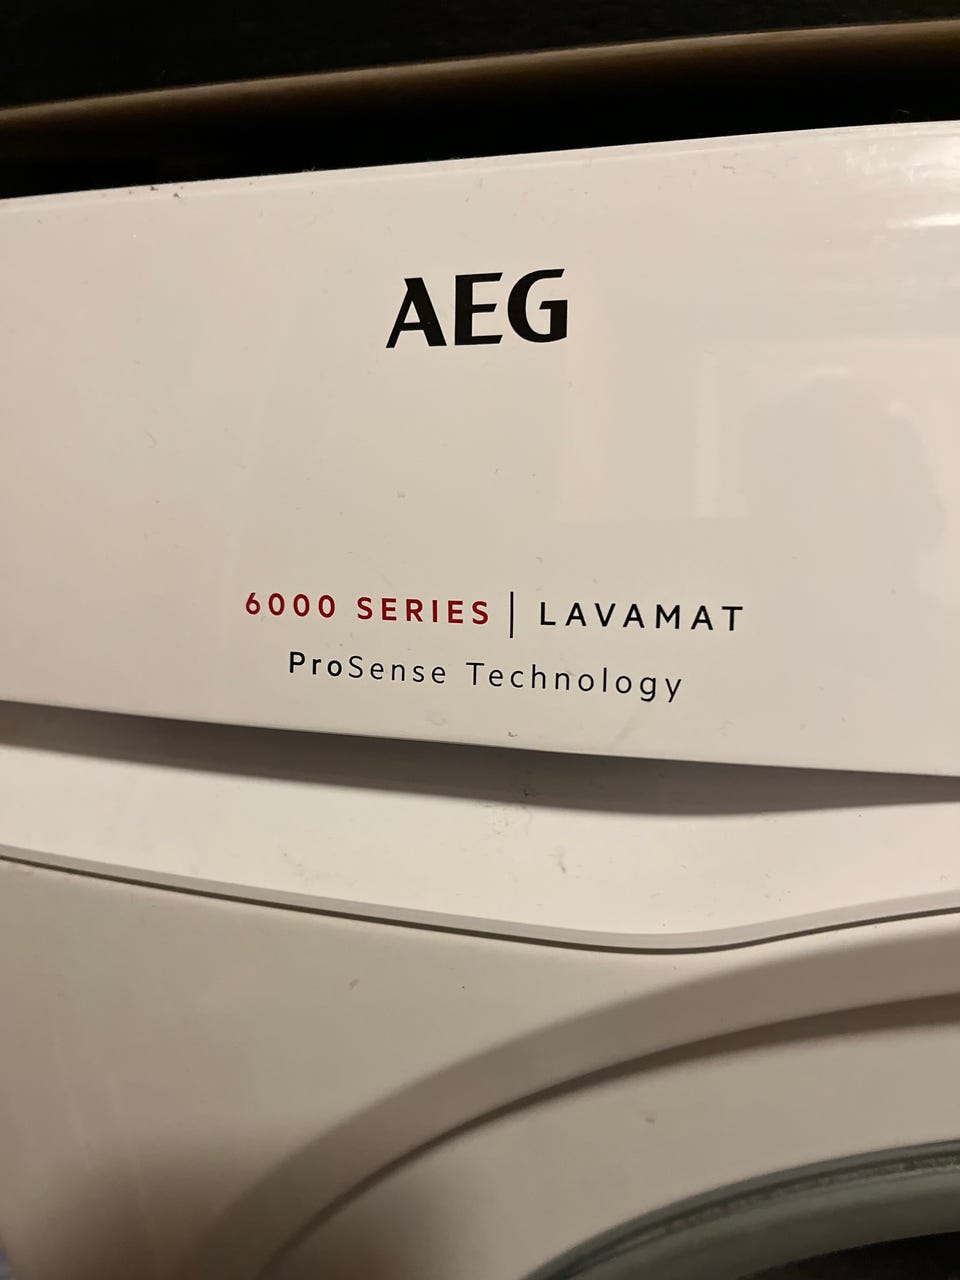 AEG
6000 SERIES | LAVAMAT
ProSense Technology